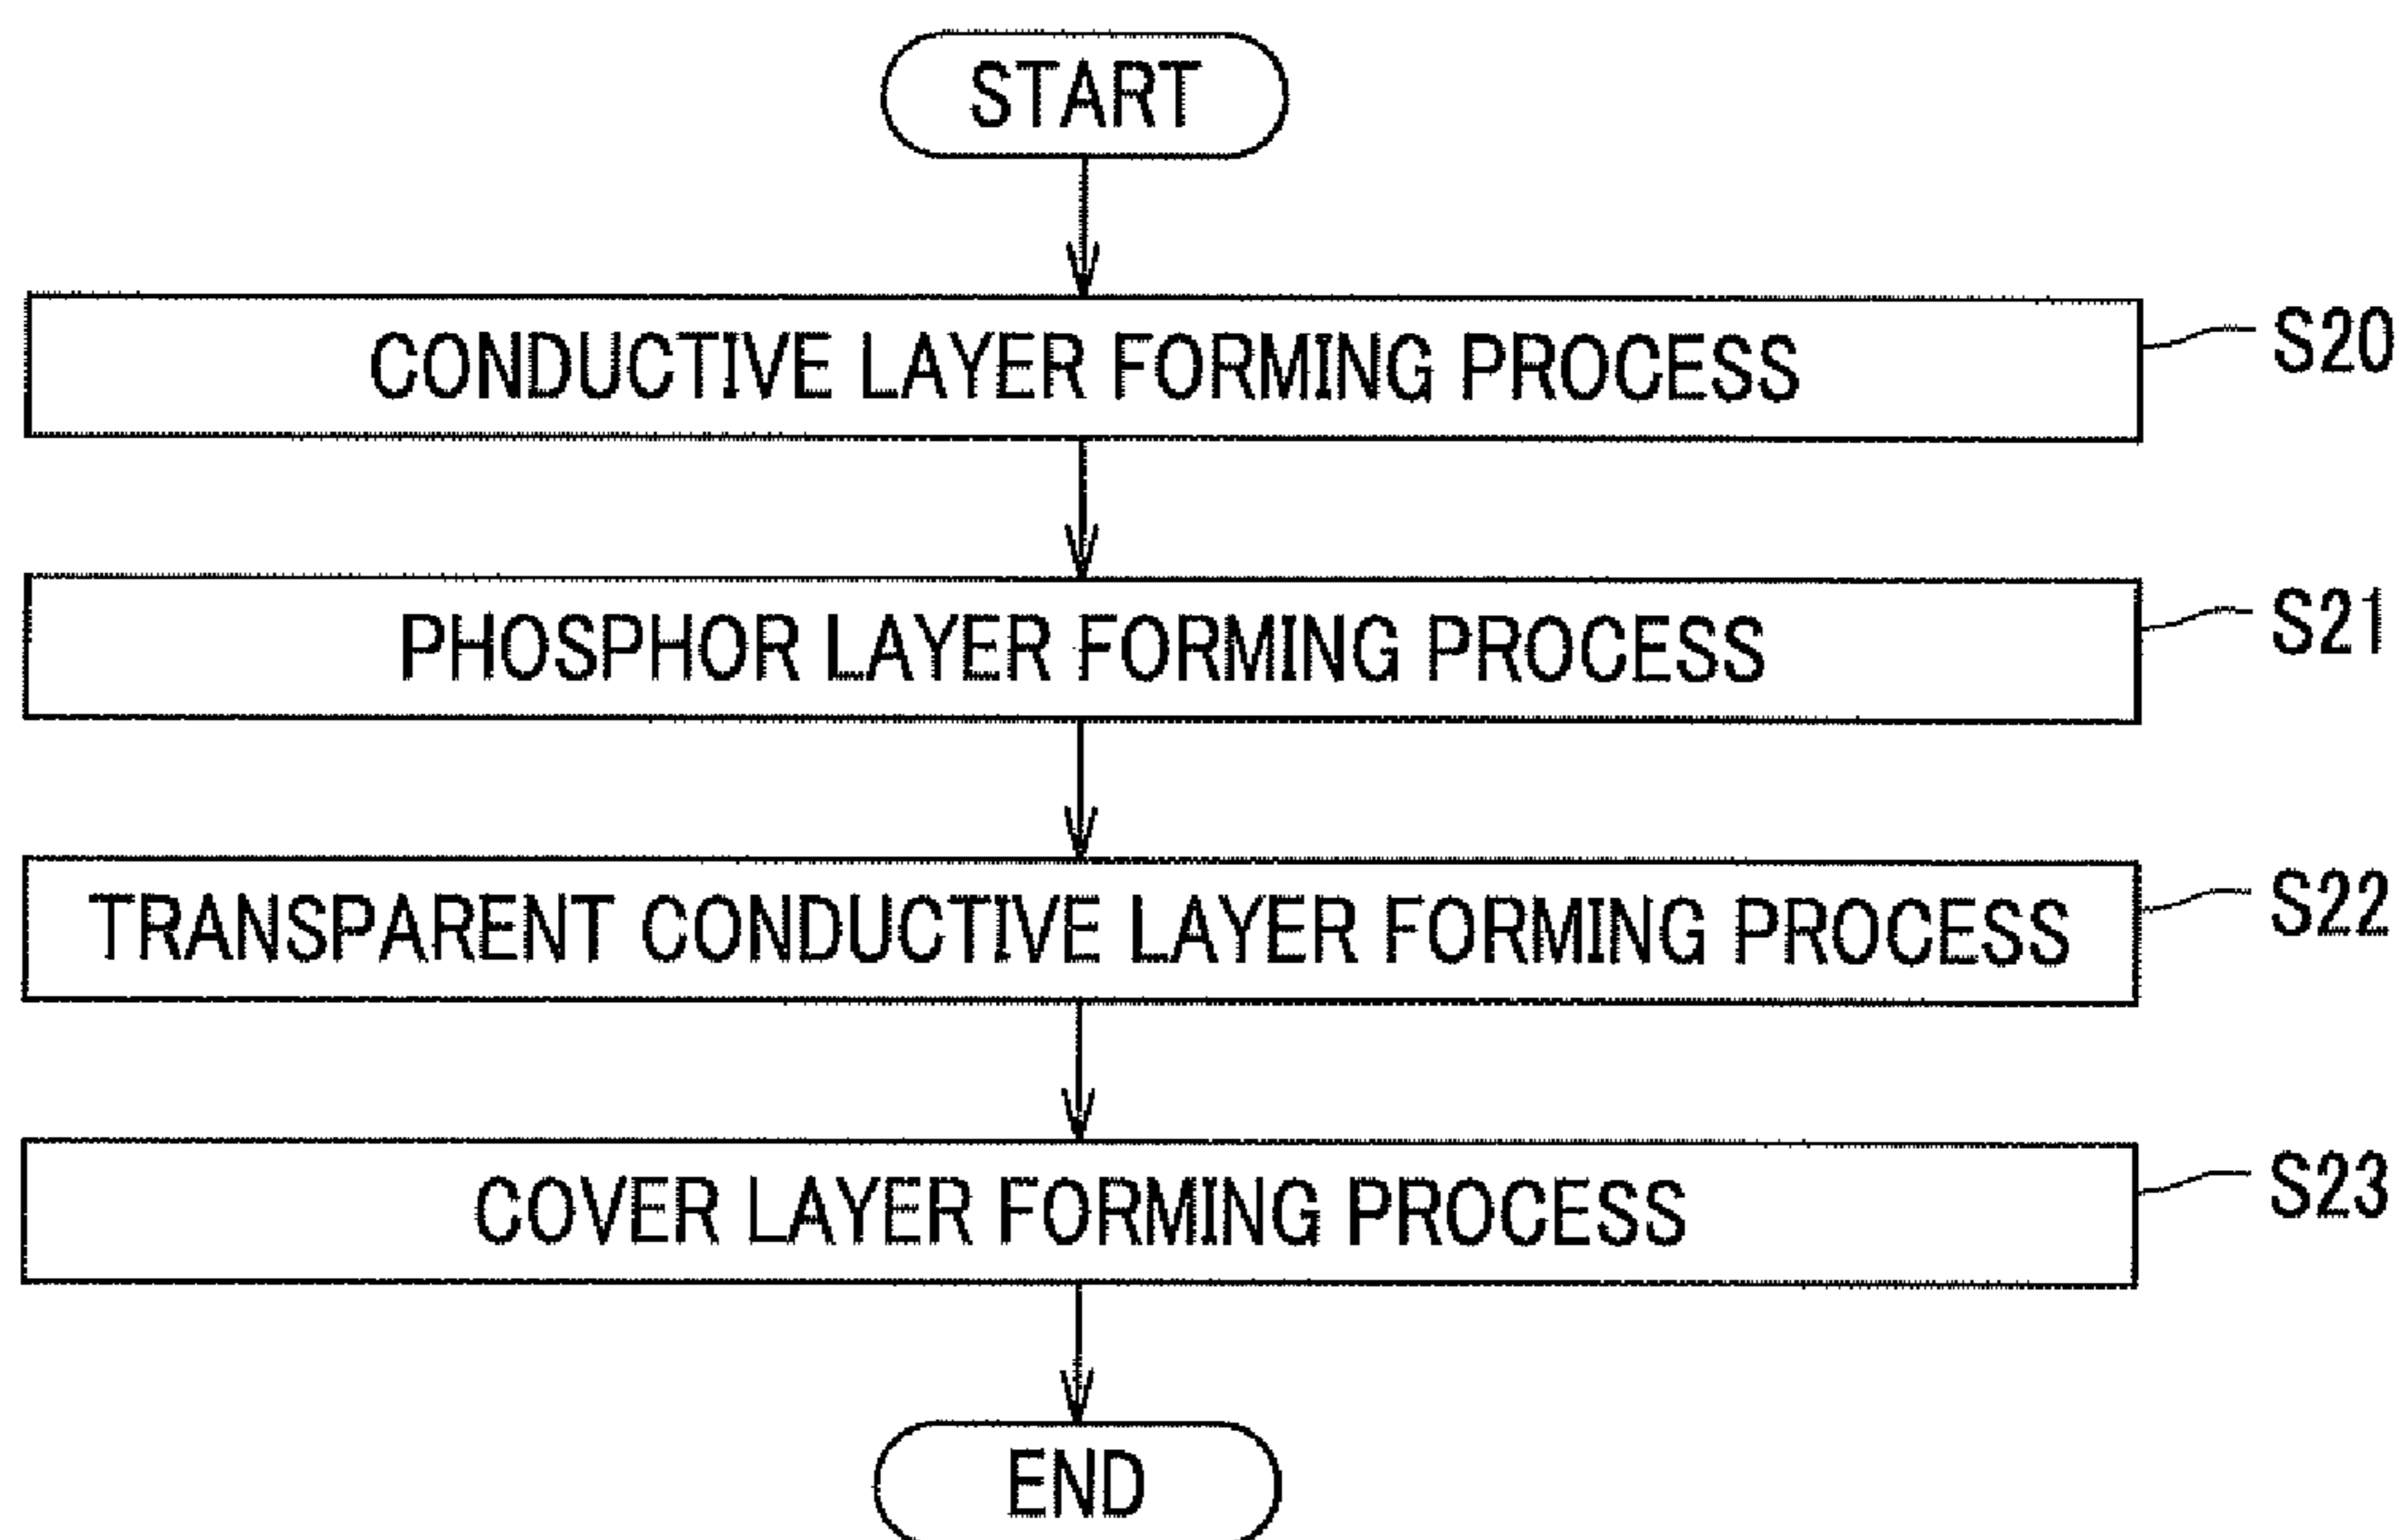 START
CONDUCTIVE LAYER FORMING PROCESS S20
PHOSPHOR LAYER FORMING PROCESS S21
TRANSPARENT CONDUCTIVE LAYER FORMING PROCESS S22
COVER LAYER FORMING PROCESS S23
END